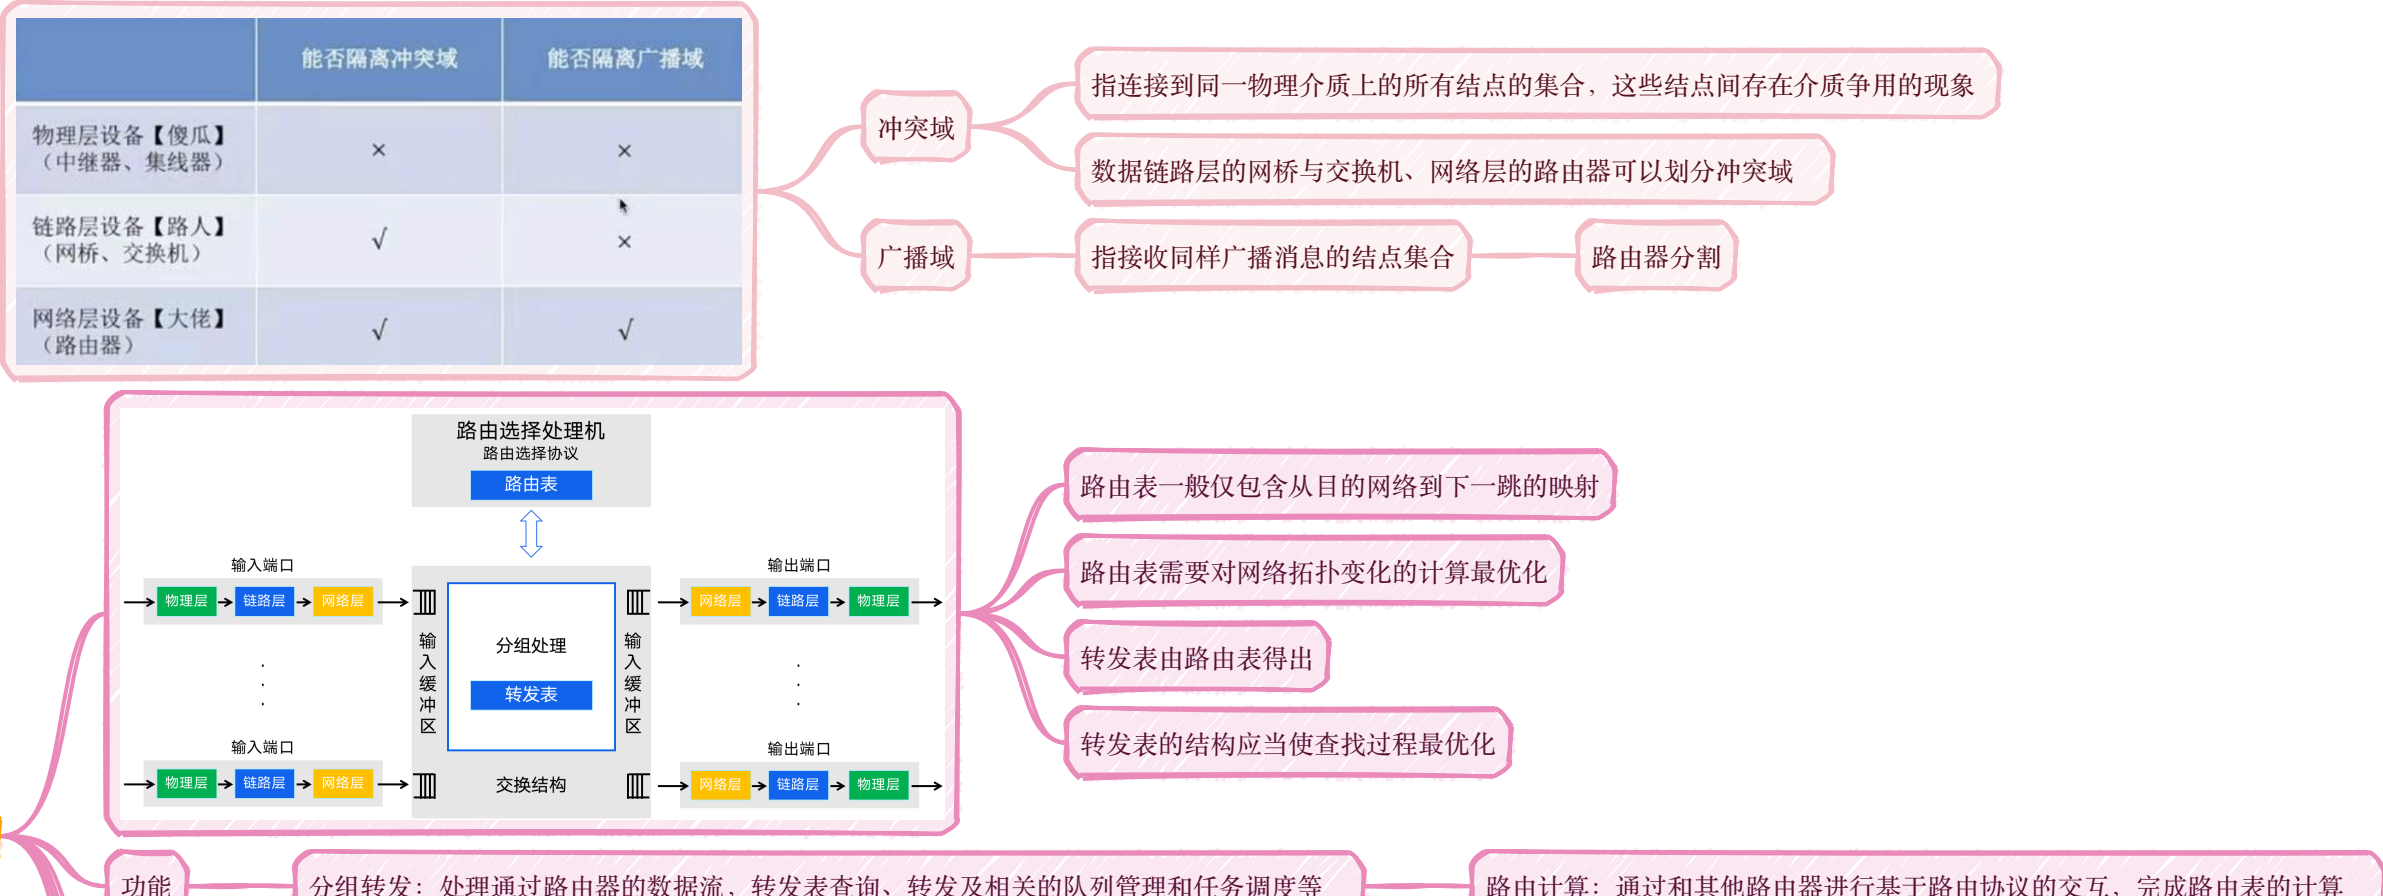 能否隔离冲突域
能否隔离广播域
物理层设备【傻瓜】
（中继器、集线器）
×
×
链路层设备【路人】
（网桥、交换机）
√
×
网络层设备【大佬】
（路由器）
√
√
冲突域
指连接到同一物理介质上的所有结点的集合，这些结点间存在介质争用的现象
数据链路层的网桥与交换机、网络层的路由器可以划分冲突域
广播域
指接收同样广播消息的结点集合
路由器分割
路由选择处理机
路由选择协议
路由表
输入端口
物理层
链路层
网络层
输入缓冲区
分组处理
转发表
输入缓冲区
输出端口
网络层
链路层
物理层
输入端口
物理层
链路层
网络层
交换结构
输出端口
网络层
链路层
物理层
路由表一般仅包含从目的网络到下一跳的映射
路由表需要对网络拓扑变化的计算最优化
转发表由路由表得出
转发表的结构应当使查找过程最优化
功能
分组转发：处理通过路由器的数据流，转发表查询、转发及相关的队列管理和任务调度等
路由计算：通过和其他路由器进行基于路由协议的交互，完成路由表的计算